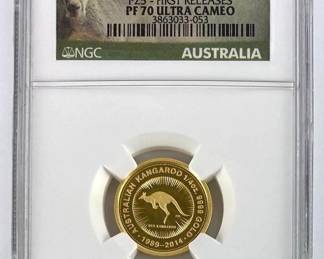 P25 - FIRST RELEASES
PF 70 ULTRA CAMEO
3863033-053
NGC
AUSTRALIA
AUSTRALIAN KANGAROO 1/4oz 9999 GOLD
1989-2014